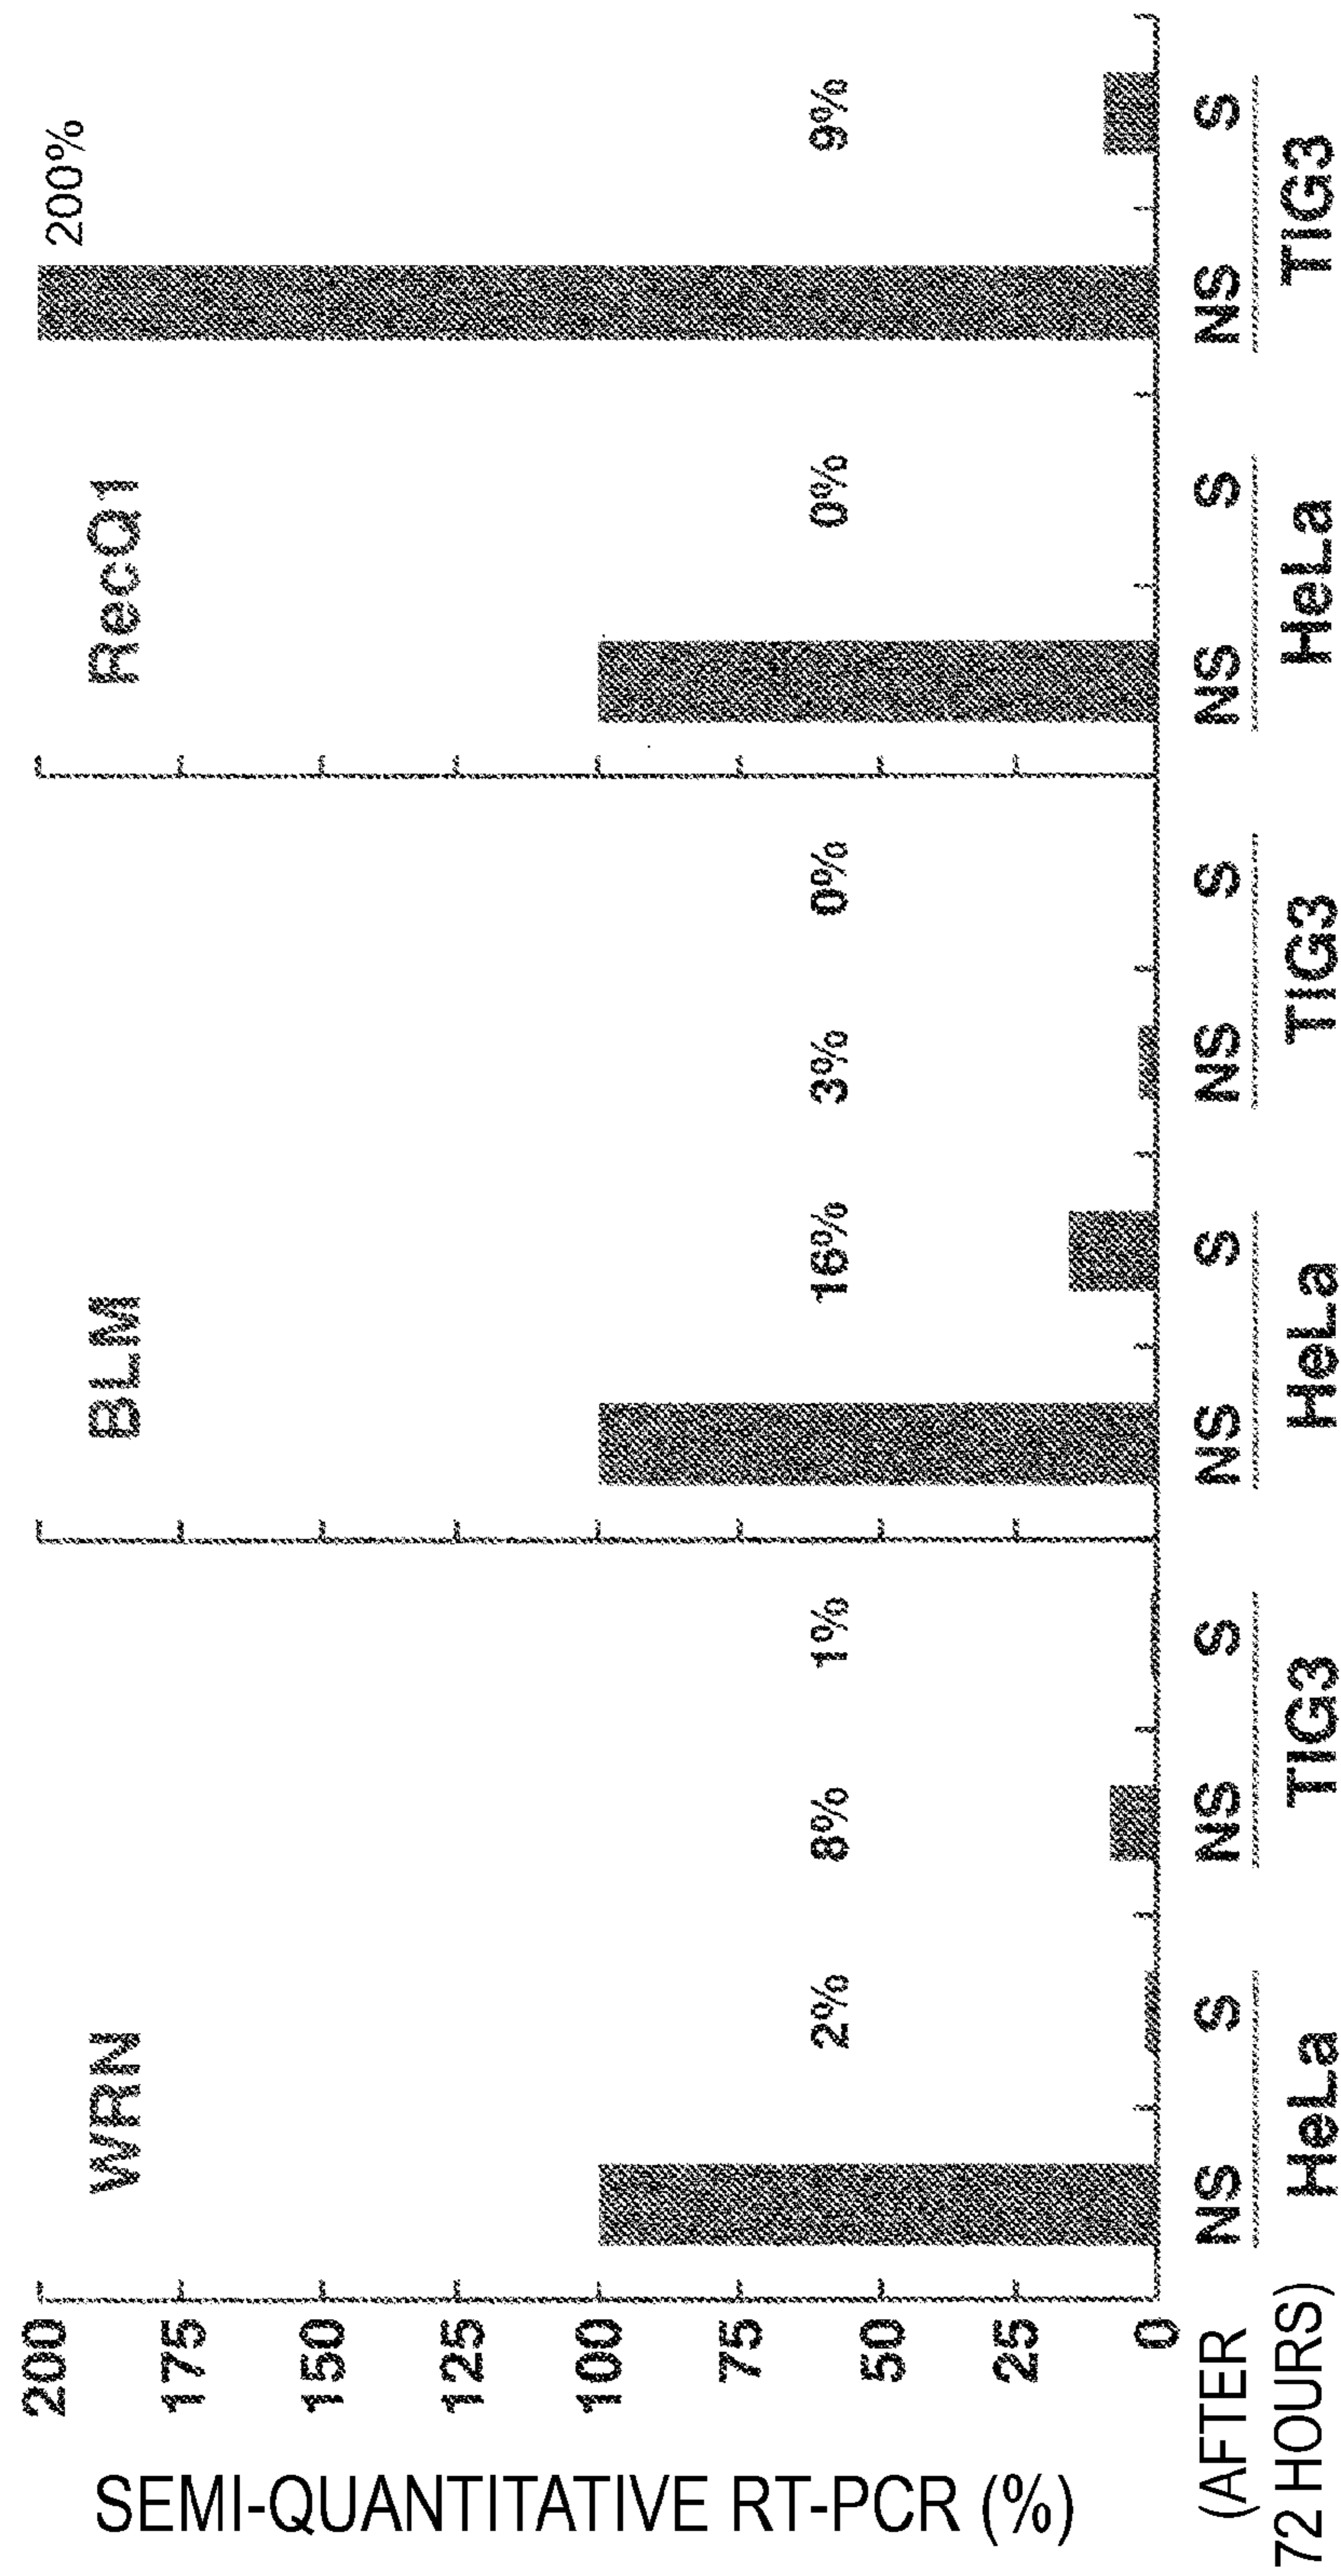 SEMI-QUANTITATIVE RT-PCR (%)
200
175
150
125
100
75
50
25
0
WRN
2%
8%
1%
BLM
16%
3%
0%
RecQ1
0%
200%
9%
(AFTER
72 HOURS)
NS S NS S NS S NS S NS S NS S
HeLa TIG3 HeLa TIG3 HeLa TIG3